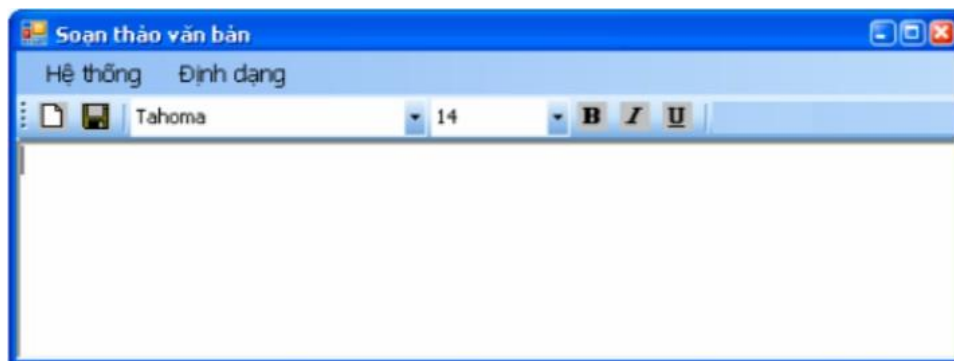 Soạn thảo văn bản
Hệ thống Định dạng
Tahoma 14 B I U